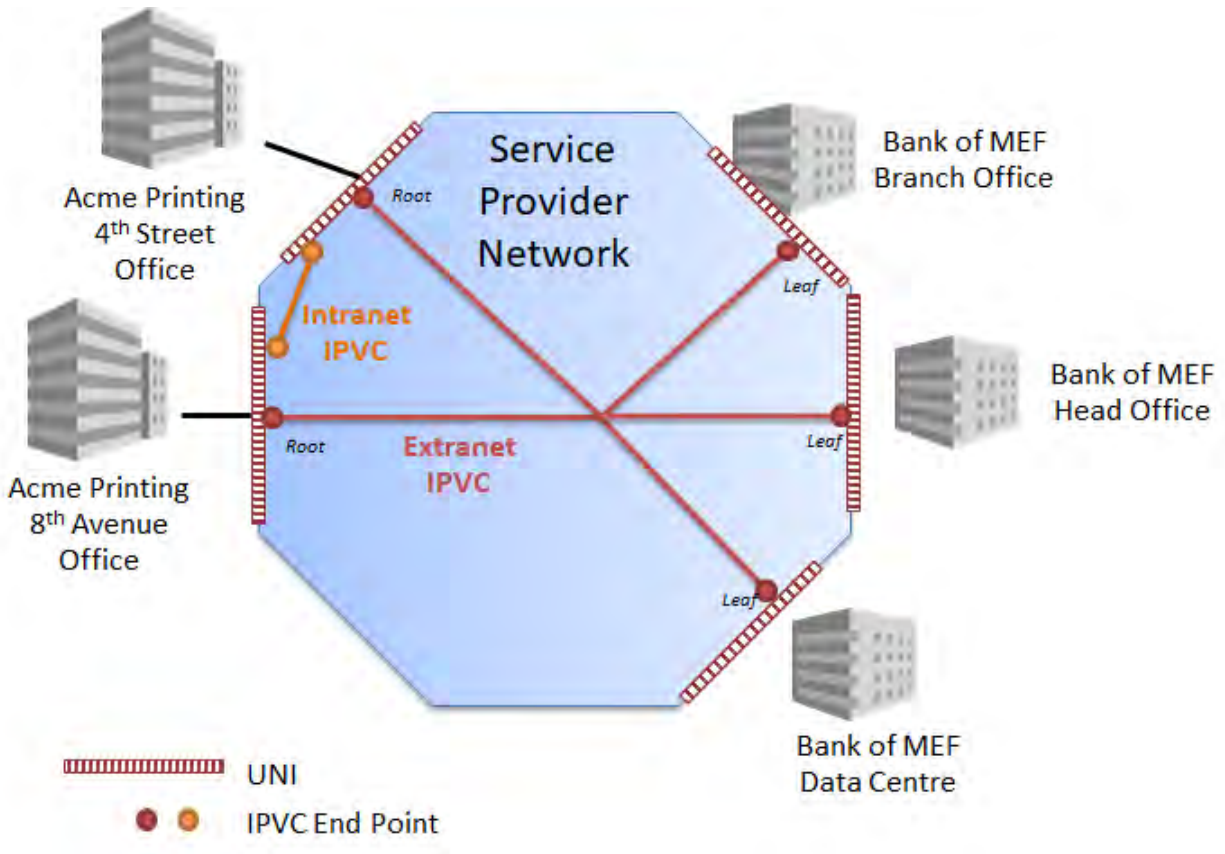 Service
Provider
Network
Acme Printing
4th Street
Office
Root
Bank of MEF
Branch Office
Leaf
Intranet
IPVC
Acme Printing
8th Avenue
Office
Root
Extranet
IPVC
Bank of MEF
Head Office
Leaf
Leaf
Bank of MEF
Data Centre
UNI
IPVC End Point